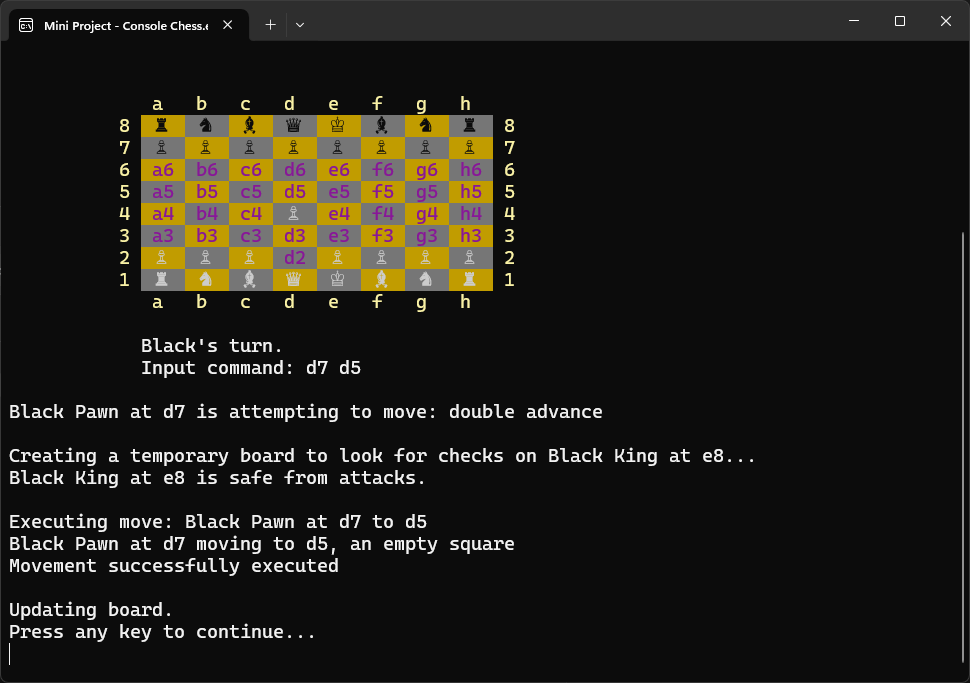 Mini Project - Console Chess.e
a b c d e f g h
8 ♜ ♞ ♝ ♛ ♔ ♝ ♞ ♜ 8
7 ♙ ♙ ♙ ♙ ♙ ♙ ♙ ♙ 7
6 a6 b6 c6 d6 e6 f6 g6 h6 6
5 a5 b5 c5 d5 e5 f5 g5 h5 5
4 a4 b4 c4 ♙ e4 f4 g4 h4 4
3 a3 b3 c3 d3 e3 f3 g3 h3 3
2 ♙ ♙ ♙ d2 ♙ ♙ ♙ ♙ 2
1 ♜ ♞ ♝ ♛ ♔ ♝ ♞ ♜ 1
a b c d e f g h
Black's turn.
Input command: d7 d5
Black Pawn at d7 is attempting to move: double advance
Creating a temporary board to look for checks on Black King at e8...
Black King at e8 is safe from attacks.
Executing move: Black Pawn at d7 to d5
Black Pawn at d7 moving to d5, an empty square
Movement successfully executed
Updating board.
Press any key to continue...